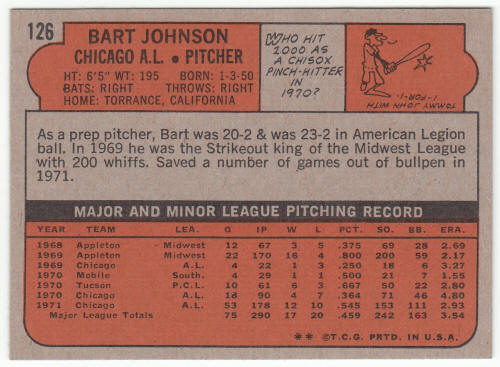 126
BART JOHNSON
CHICAGO A.L. • PITCHER
HT: 6'5" WT: 195 BORN: 1-3-50
BATS: RIGHT THROWS: RIGHT
HOME: TORRANCE, CALIFORNIA
WHO HIT
1000 AS
A CHISOX
PINCH-HITTER
IN
1970?
TOMMY JOHN WITH
1-FOR-1.
As a prep pitcher, Bart was 20-2 & was 23-2 in American Legion
ball. In 1969 he was the Strikeout king of the Midwest League
with 200 whiffs. Saved a number of games out of bullpen in
1971.
MAJOR AND MINOR LEAGUE PITCHING RECORD
YEAR TEAM LEA. G IP W L PCT. SO. BB. ERA.
1968 Appleton Midwest 12 67 3 5 .375 69 28 2.69
1969 Appleton Midwest 22 170 16 4 .800 200 59 2.17
1969 Chicago A.L. 4 22 1 3 .250 18 6 3.27
1970 Mobile South. 4 29 1 1 .500 21 7 1.55
1970 Tucson P.C.L. 10 61 6 3 .667 50 22 2.80
1970 Chicago A.L. 18 90 4 7 .364 71 46 4.80
1971 Chicago A.L. 53 178 12 10 .545 153 111 2.93
Major League Totals 75 290 17 20 .459 242 163 3.54
** ©T.C.G. PRTD. IN U.S.A.